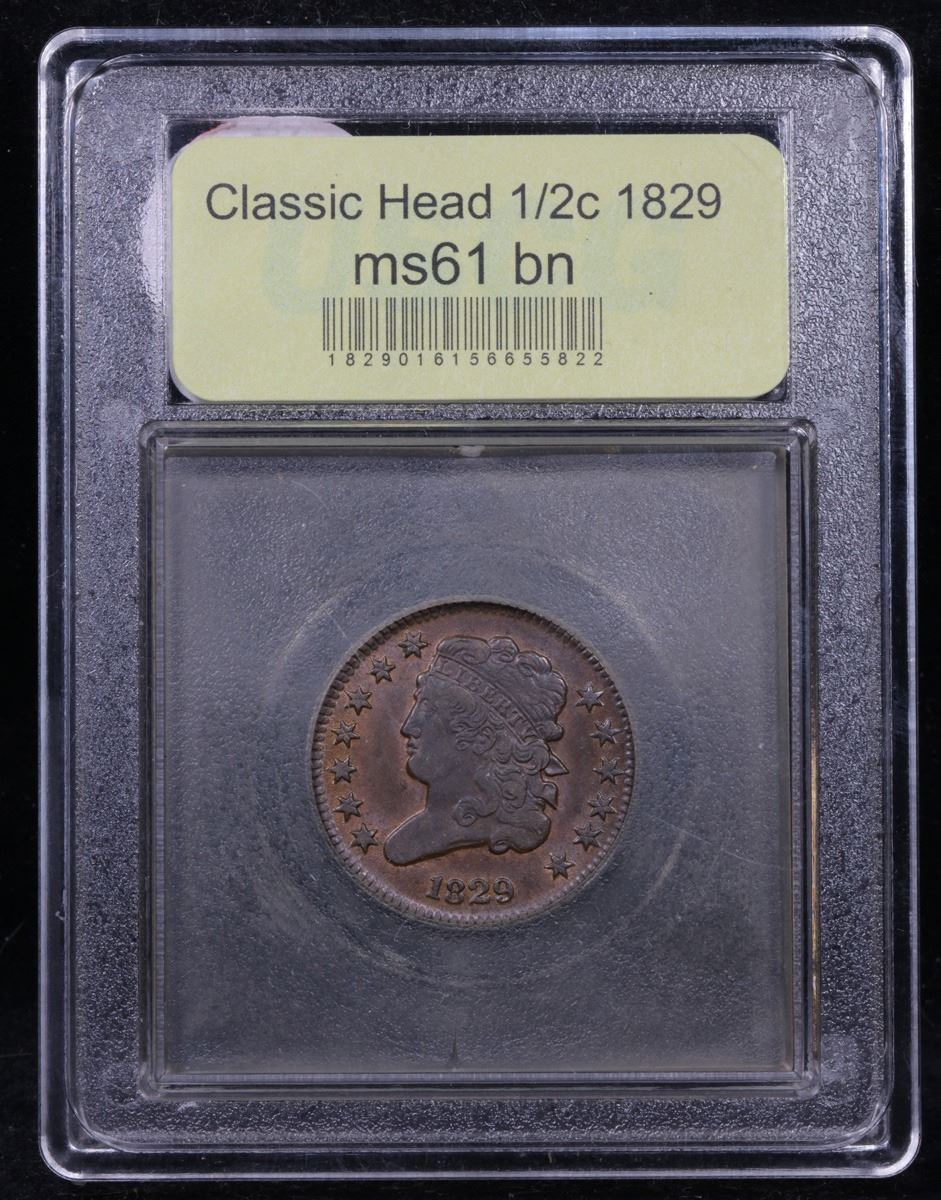 Classic Head 1/2c 1829
ms61 bn
1829016156655822
LIBERTY
1829